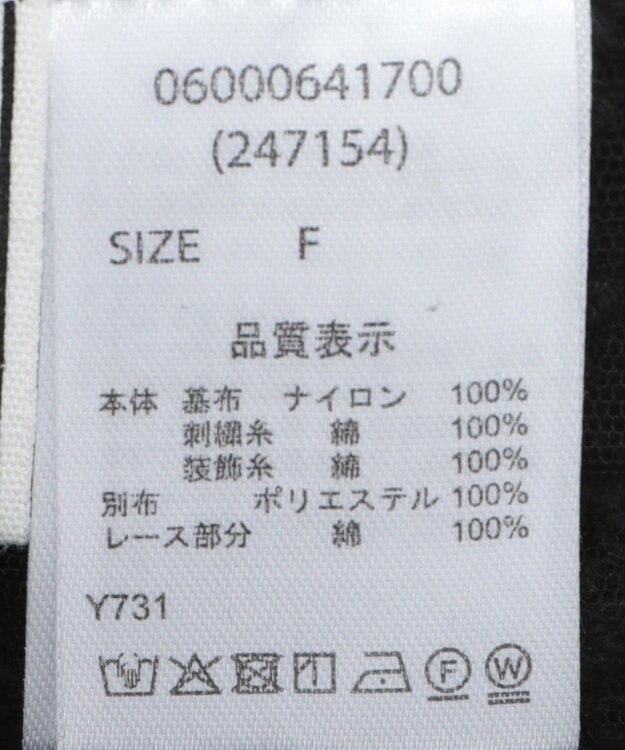 06000641700
(247154)
SIZE F
品質表示
本体 基布 ナイロン 100%
刺繍糸 綿 100%
装飾糸 綿 100%
別布 ポリエステル 100%
レース部分 綿 100%
Y731
F W